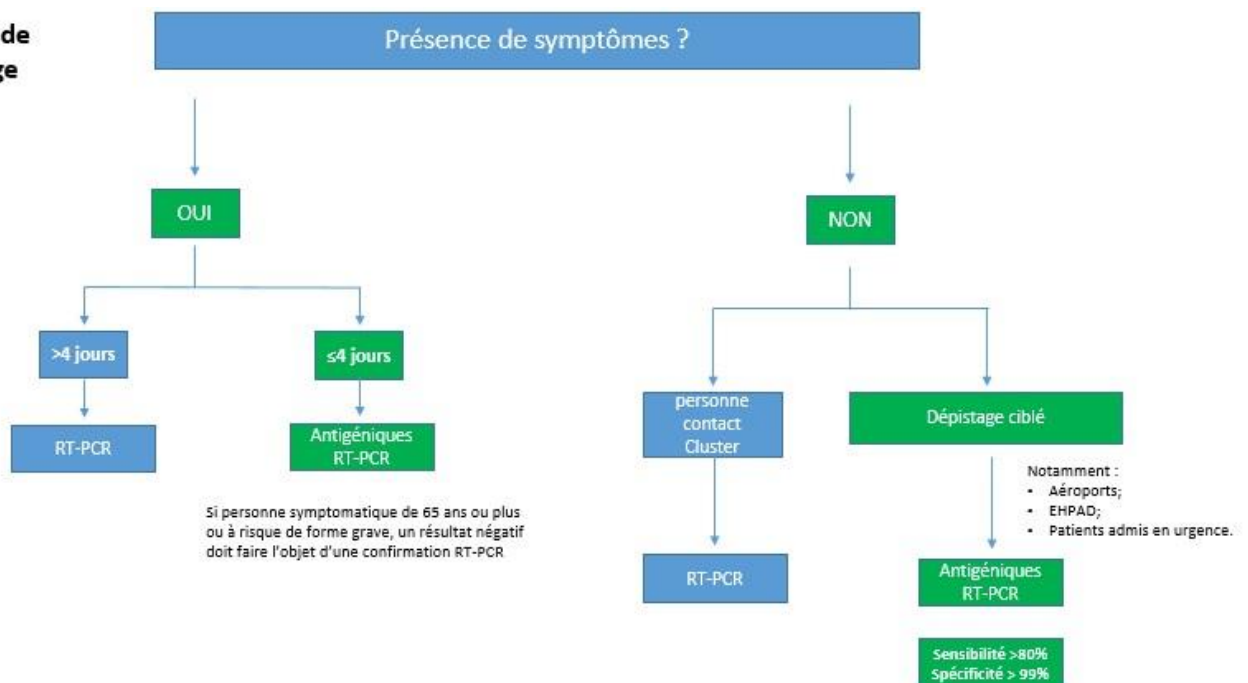 de
ge
Présence de symptômes ?
OUI
NON
>4 jours
≤4 jours
RT-PCR
Antigéniques
RT-PCR
Si personne symptomatique de 65 ans ou plus
ou à risque de forme grave, un résultat négatif
doit faire l'objet d'une confirmation RT-PCR
personne
contact
Cluster
Dépistage ciblé
Notamment :
• Aéroports;
• EHPAD;
• Patients admis en urgence.
RT-PCR
Antigéniques
RT-PCR
Sensibilité >80%
Spécificité > 99%